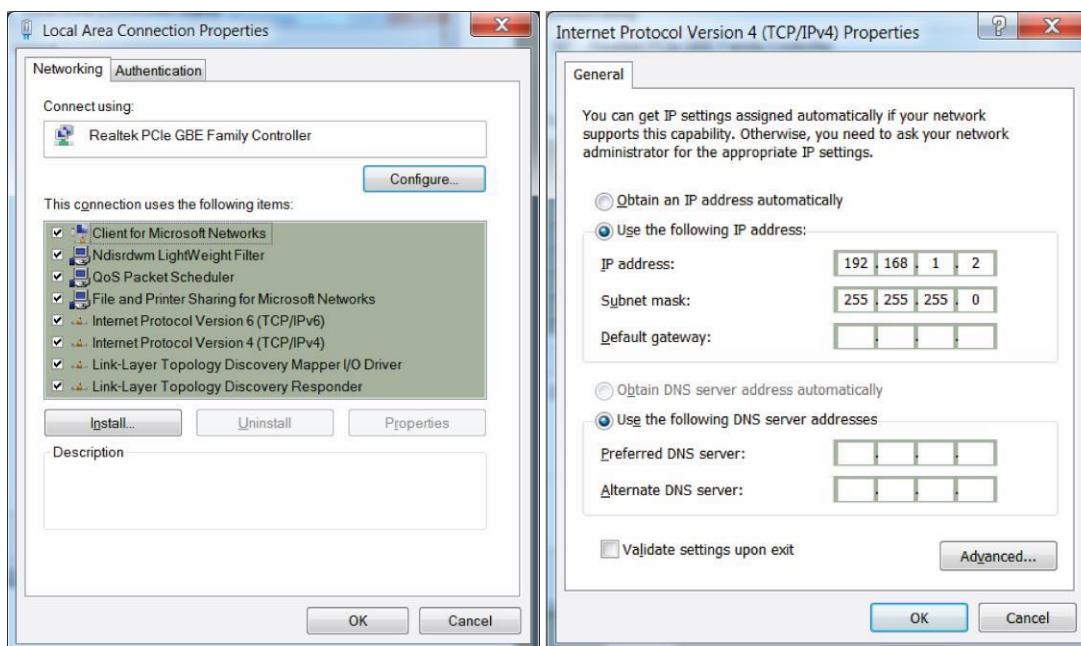 Local Area Connection Properties
Networking
Authentication
Connect using:
Realtek PCIe GBE Family Controller
Configure...
This connection uses the following items:
Client for Microsoft Networks
Ndisrdwm LightWeight Filter
QoS Packet Scheduler
File and Printer Sharing for Microsoft Networks
Internet Protocol Version 6 (TCP/IPv6)
Internet Protocol Version 4 (TCP/IPv4)
Link-Layer Topology Discovery Mapper I/O Driver
Link-Layer Topology Discovery Responder
Install...
Uninstall
Properties
Description
OK
Cancel
Internet Protocol Version 4 (TCP/IPv4) Properties
General
You can get IP settings assigned automatically if your network
supports this capability. Otherwise, you need to ask your network
administrator for the appropriate IP settings.
Obtain an IP address automatically
Use the following IP address:
IP address: 192 . 168 . 1 . 2
Subnet mask: 255 . 255 . 255 . 0
Default gateway: . . .
Obtain DNS server address automatically
Use the following DNS server addresses
Preferred DNS server: . . .
Alternate DNS server: . . .
Validate settings upon exit
Advanced...
OK
Cancel